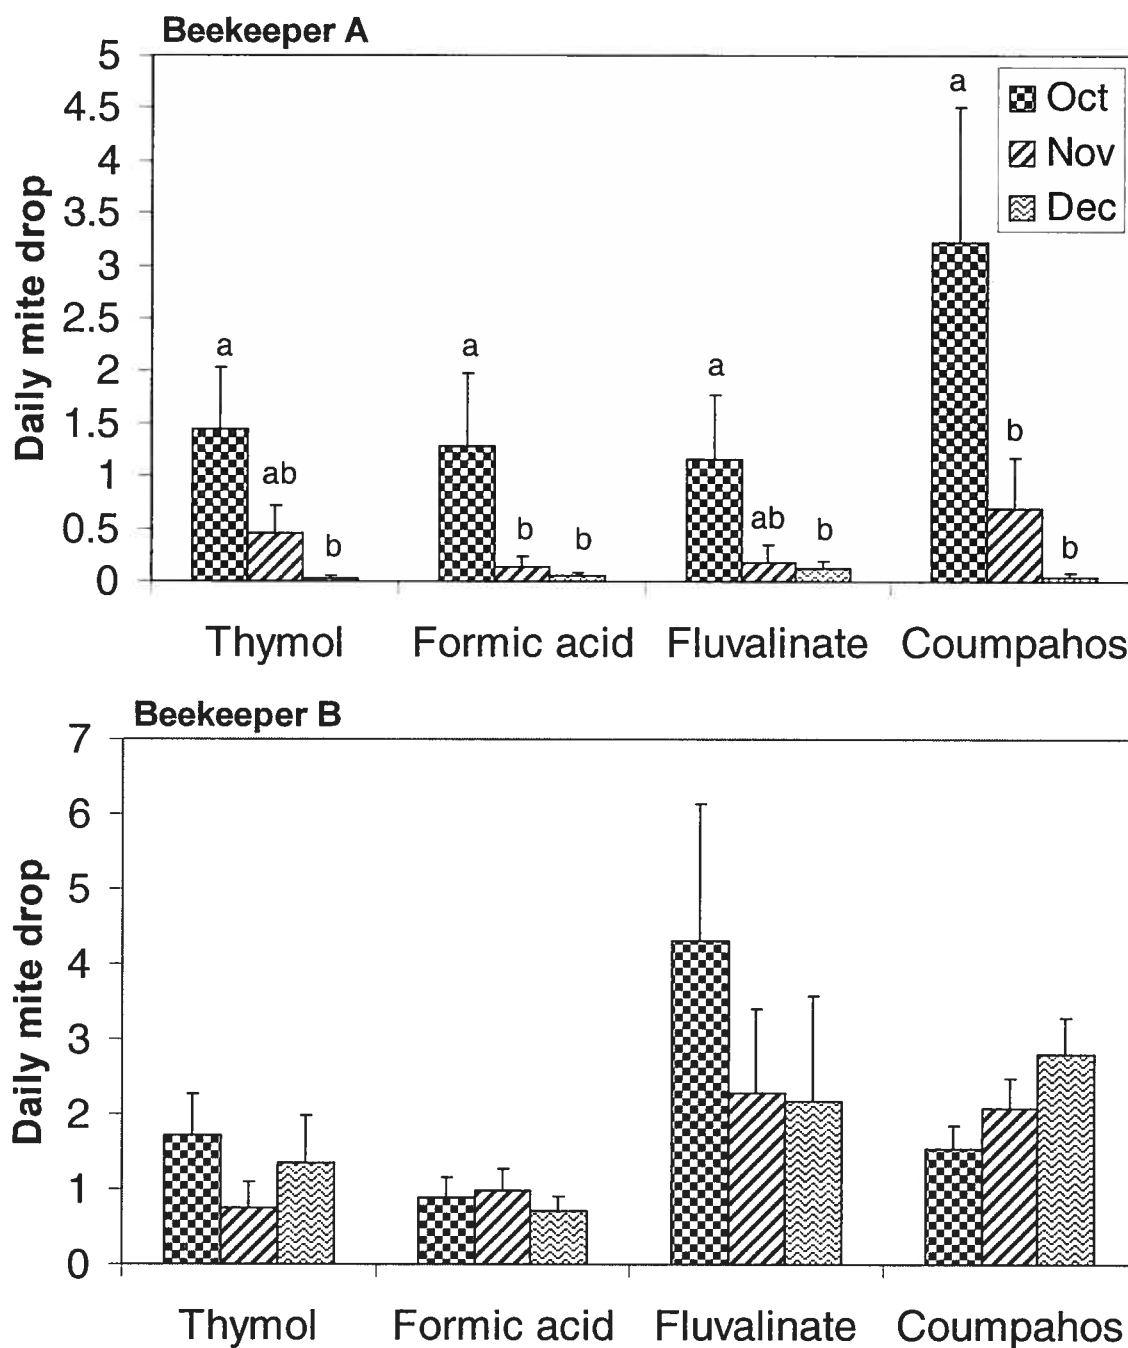 Beekeeper A
5
4.5
4
3.5
3
2.5
2
1.5
1
0.5
0
Daily mite drop
a
ab
b
a
b
b
a
ab
b
a
b
b
Oct
Nov
Dec
Thymol
Formic acid
Fluvalinate
Coumpahos
Beekeeper B
7
6
5
4
3
2
1
0
Daily mite drop
Thymol
Formic acid
Fluvalinate
Coumpahos